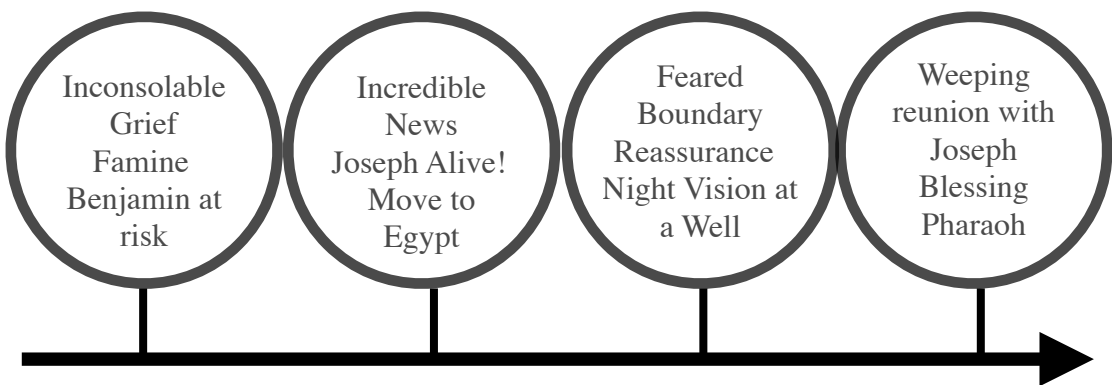 Inconsolable
Grief
Famine
Benjamin at
risk
Incredible
News
Joseph Alive!
Move to
Egypt
Feared
Boundary
Reassurance
Night Vision at
a Well
Weeping
reunion with
Joseph
Blessing
Pharaoh